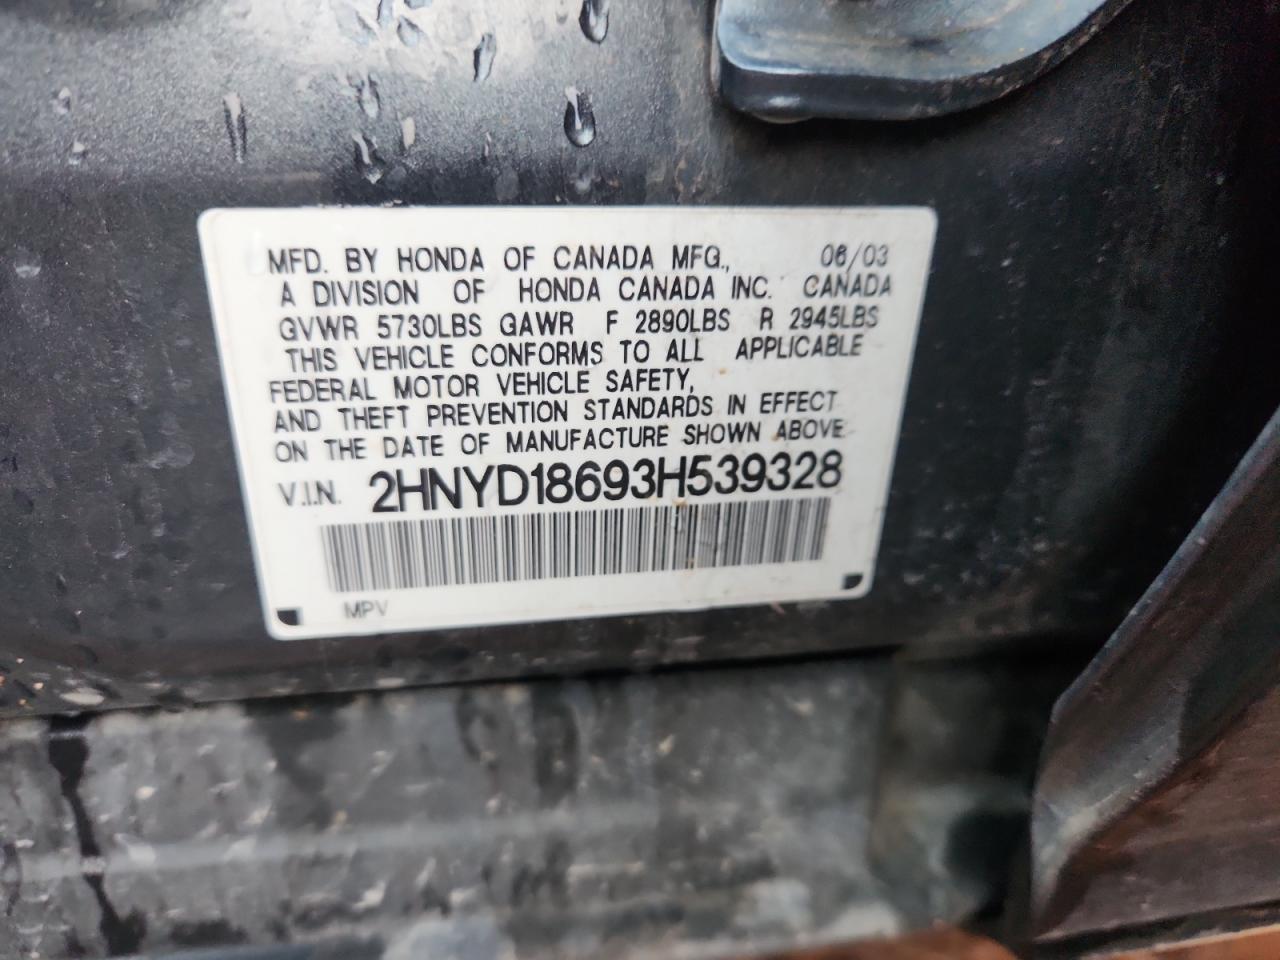 MFD. BY HONDA OF CANADA MFG., 06/03
A DIVISION OF HONDA CANADA INC. CANADA
GVWR 5730LBS GAWR F 2890LBS R 2945LBS
THIS VEHICLE CONFORMS TO ALL APPLICABLE
FEDERAL MOTOR VEHICLE SAFETY,
AND THEFT PREVENTION STANDARDS IN EFFECT
ON THE DATE OF MANUFACTURE SHOWN ABOVE
V.I.N. 2HNYD18693H539328
MPV